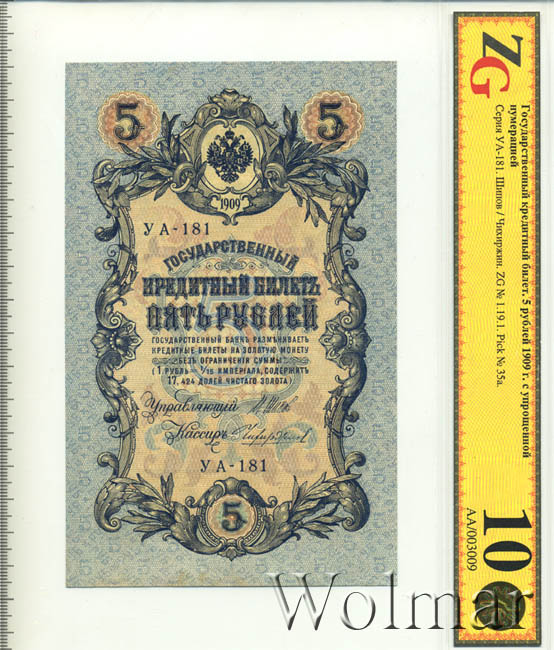 5 5
1909
УА-181
ГОСУДАРСТВЕННЫЙ
КРЕДИТНЫЙ БИЛЕТЪ
ПЯТЬ РУБЛЕЙ
ГОСУДАРСТВЕННЫЙ БАНКЪ РАЗМѢНИВАЕТЪ
КРЕДИТНЫЕ БИЛЕТЫ НА ЗОЛОТУЮ МОНЕТУ
БЕЗЪ ОГРАНИЧЕНІЯ СУММЫ
(1 РУБЛЬ = 1/15 ИМПЕРІАЛА, СОДЕРЖИТЪ
17,424 ДОЛЕЙ ЧИСТАГО ЗОЛОТА)
Управляющій
Кассиръ
УА-181
5
ZG
Государственный кредитный билет. 5 рублей 1909 г. с упрощенной
нумерацией
Серия УА-181. Шипов / Чихиржин. ZG № 1.19.1. Pick № 35a.
10
АА/003009
Wolmar